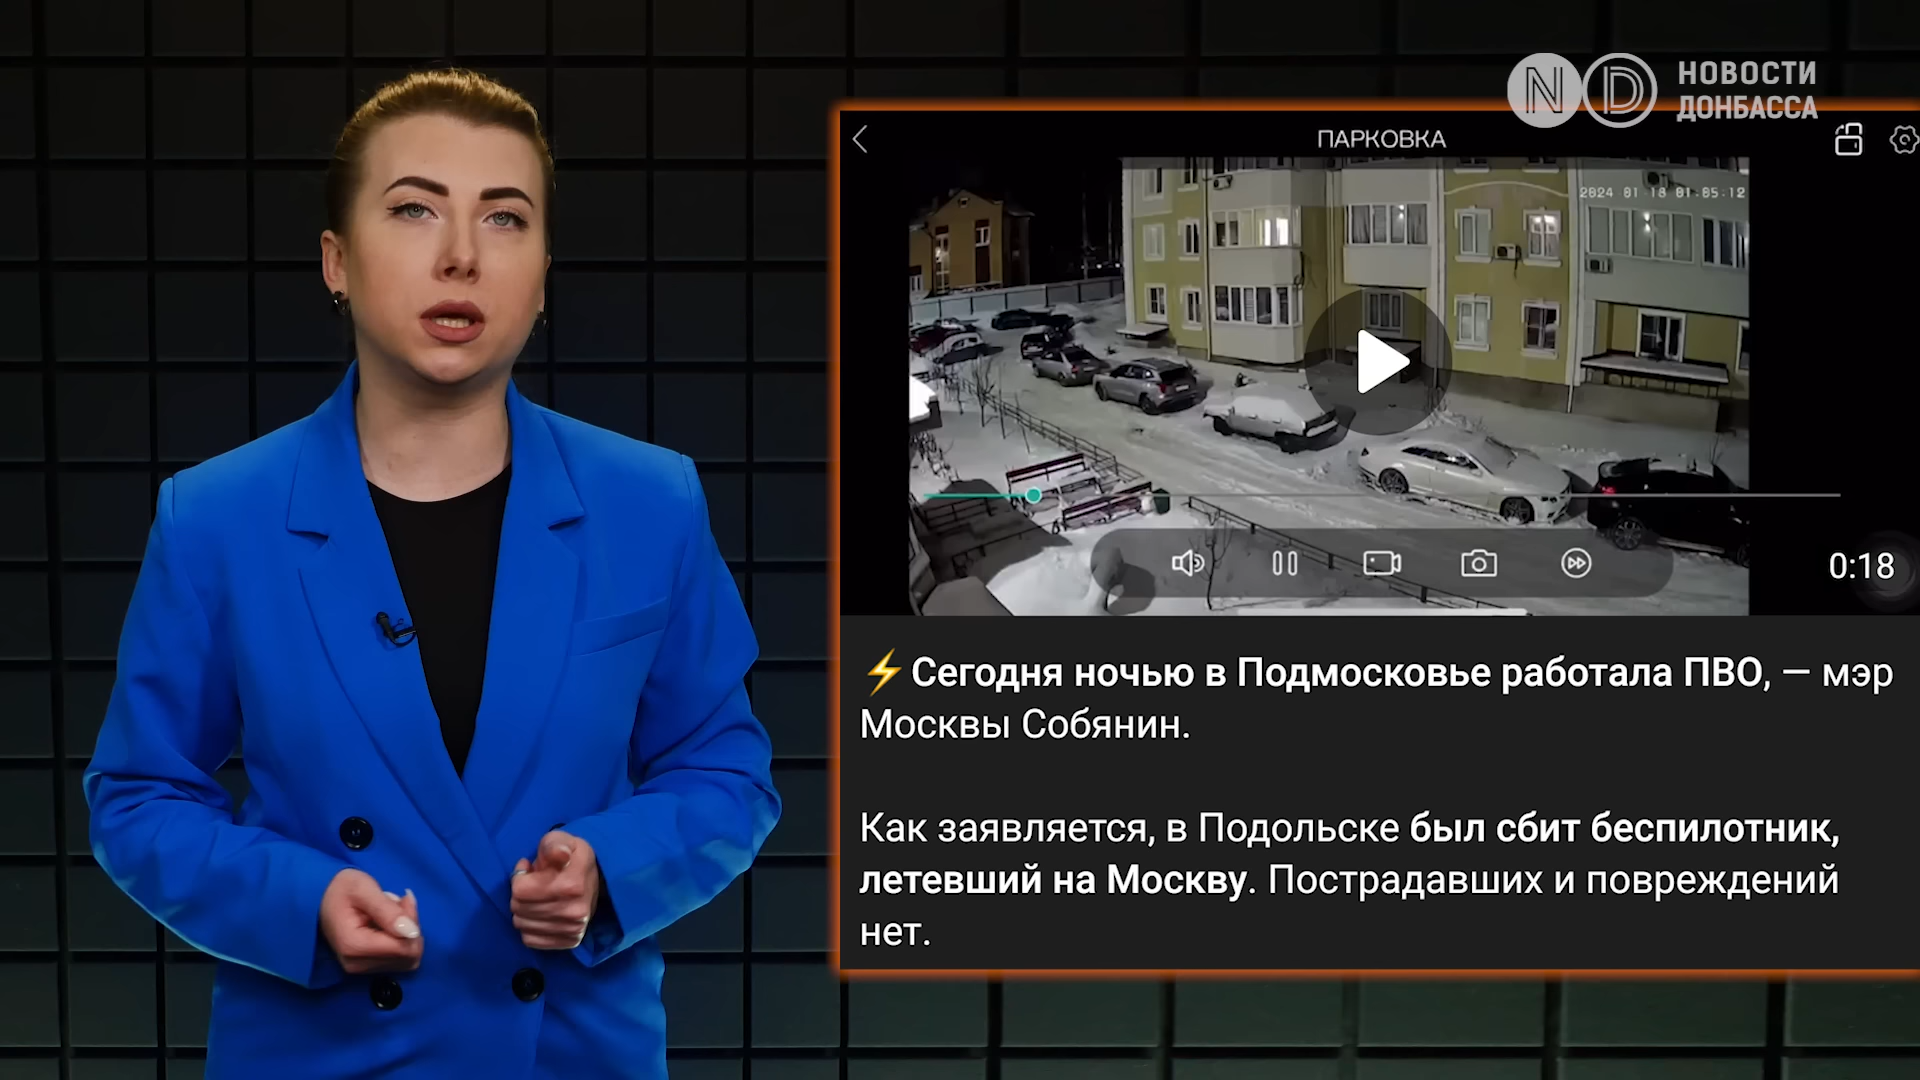 ND НОВОСТИ
ДОНБАССА
ПАРКОВКА
2024 01 18 01:05:12
0:18
⚡Сегодня ночью в Подмосковье работала ПВО, — мэр
Москвы Собянин.
Как заявляется, в Подольске был сбит беспилотник,
летевший на Москву. Пострадавших и повреждений
нет.